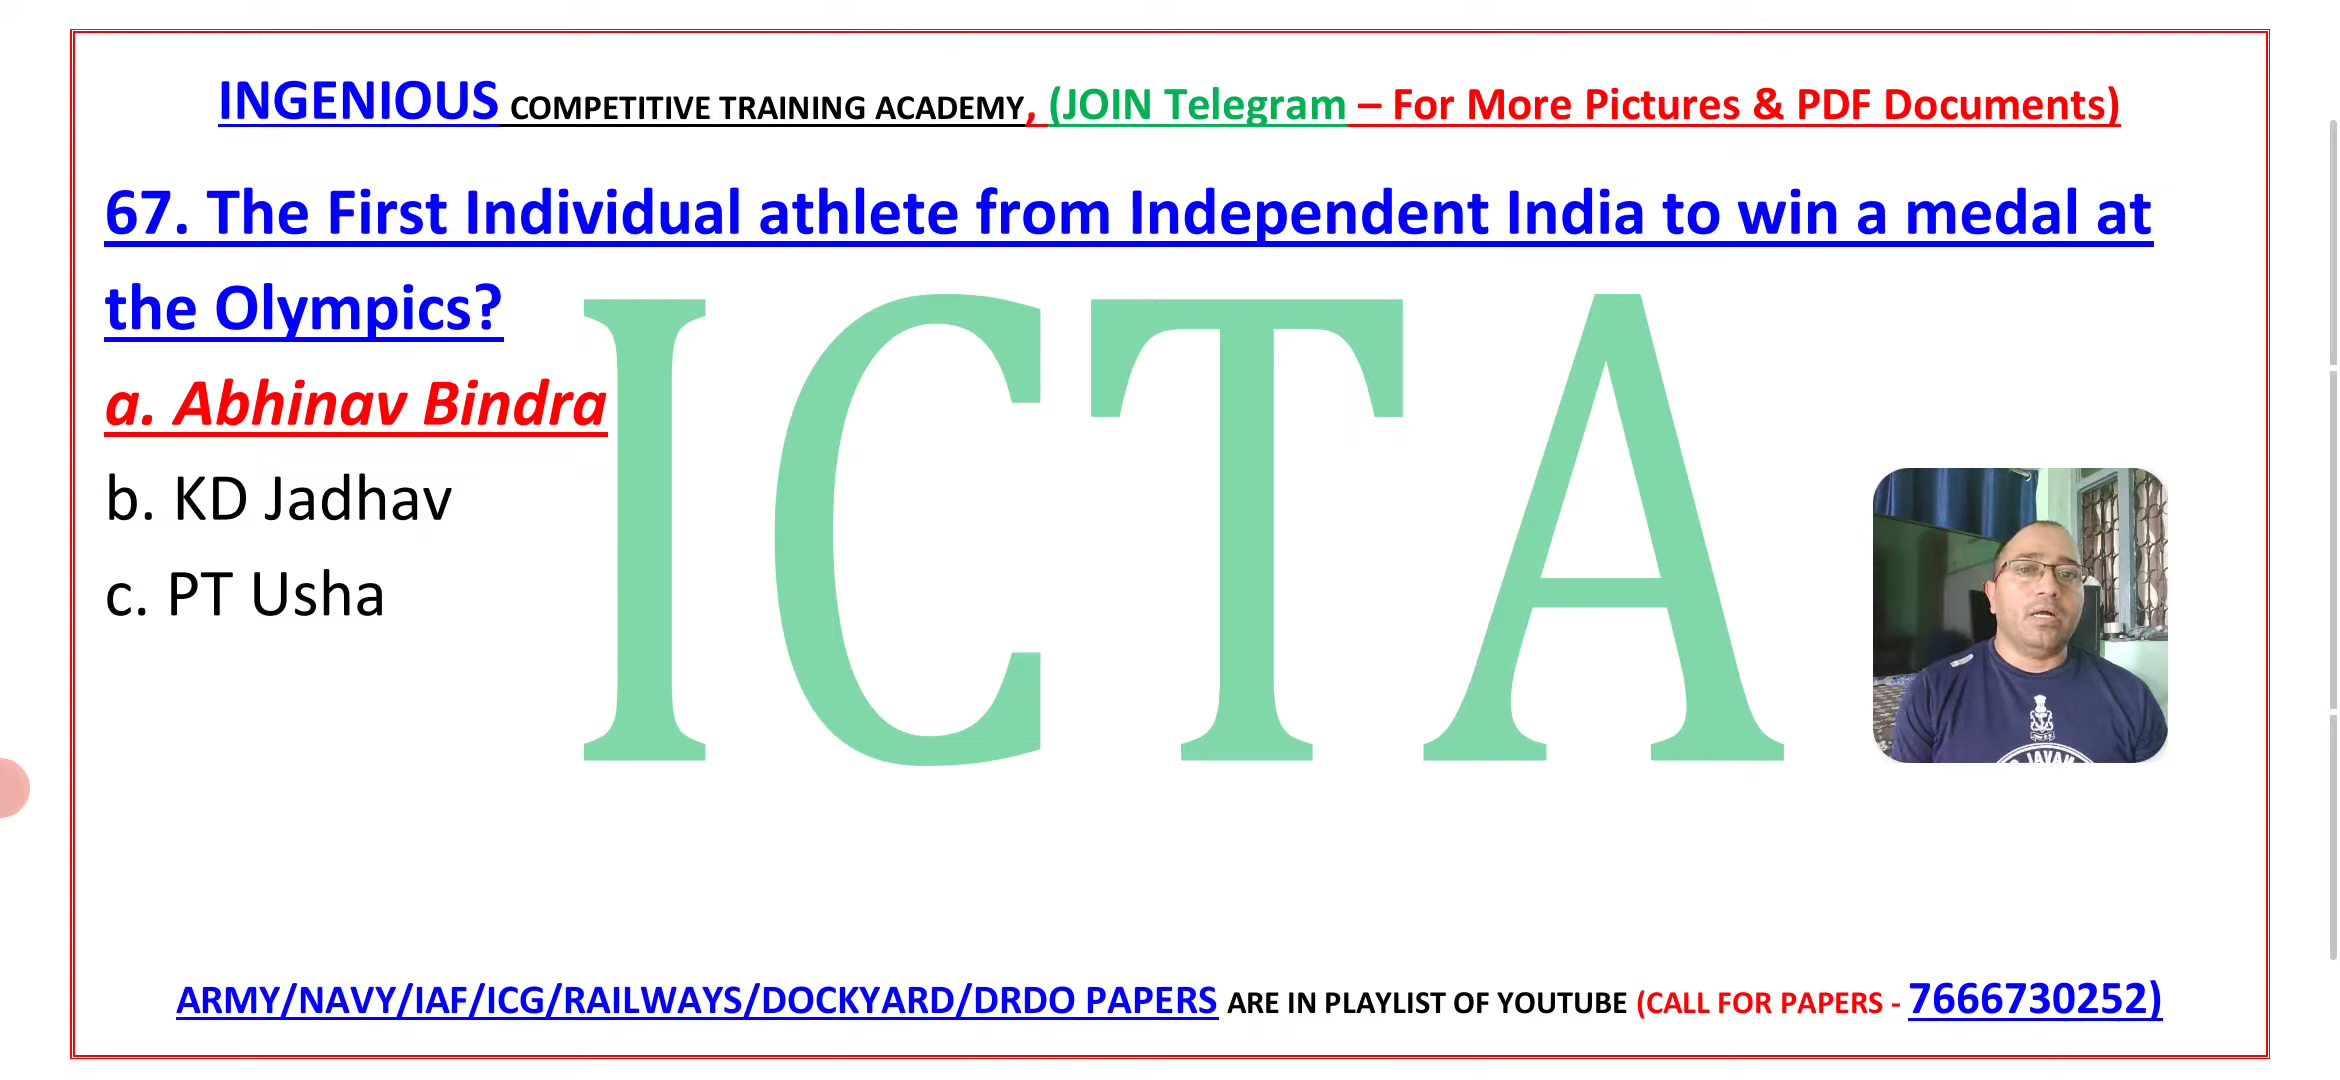 INGENIOUS COMPETITIVE TRAINING ACADEMY, (JOIN Telegram – For More Pictures & PDF Documents)
67. The First Individual athlete from Independent India to win a medal at
the Olympics?
a. Abhinav Bindra
b. KD Jadhav
c. PT Usha
ICTA
ARMY/NAVY/IAF/ICG/RAILWAYS/DOCKYARD/DRDO PAPERS ARE IN PLAYLIST OF YOUTUBE (CALL FOR PAPERS - 7666730252)